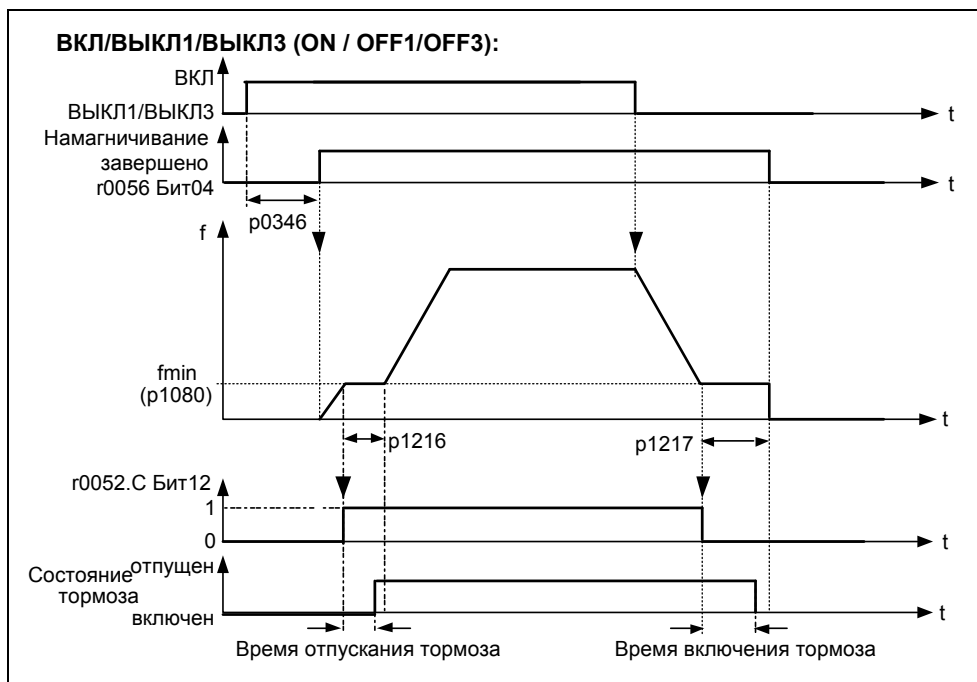 ВКЛ/ВЫКЛ1/ВЫКЛ3 (ON / OFF1/OFF3):
ВКЛ
ВЫКЛ1/ВЫКЛ3
t
Намагничивание
завершено
r0056 Бит04
t
p0346
f
fmin
(p1080)
t
p1216
p1217
r0052.C Бит12
1
0
t
отпущен
Состояние
тормоза
включен
t
Время отпускания тормоза
Время включения тормоза